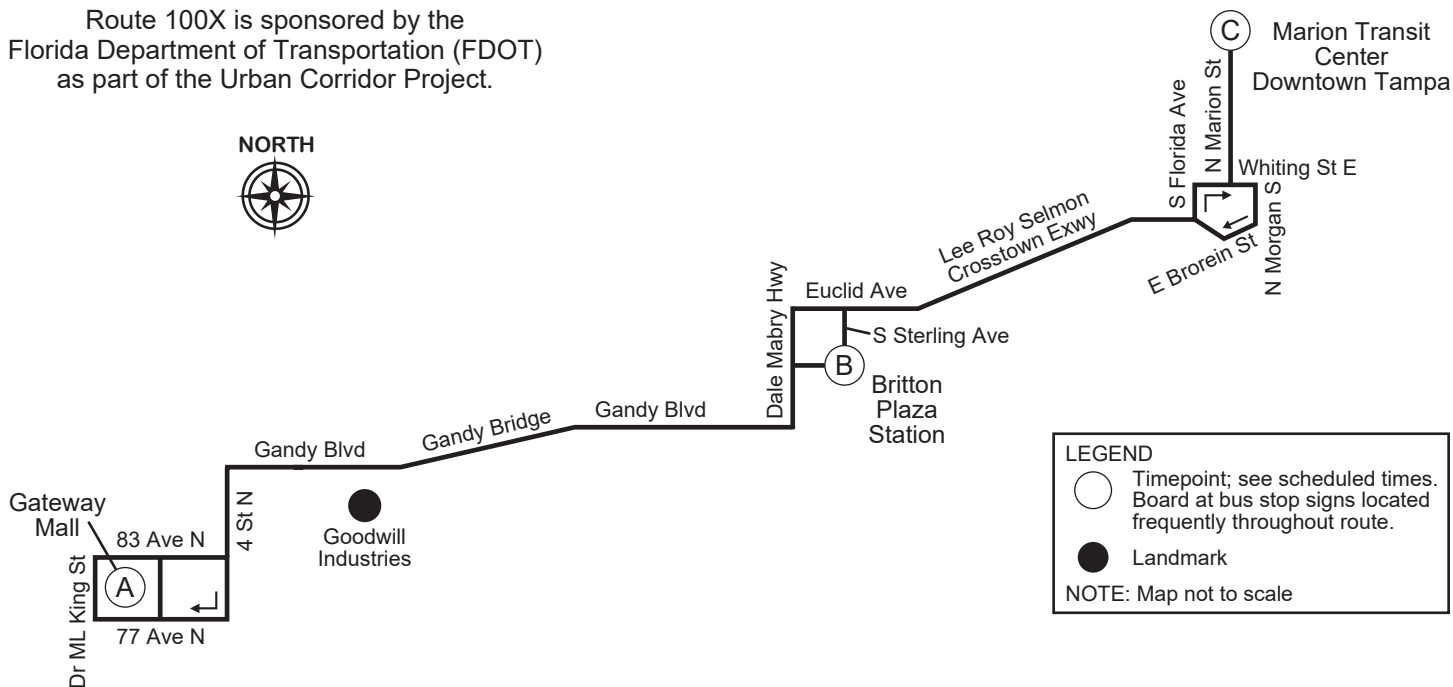 Route 100X is sponsored by the
Florida Department of Transportation (FDOT)
as part of the Urban Corridor Project.
NORTH
C
Marion Transit
Center
Downtown Tampa
N Marion St
S Florida Ave
Whiting St E
N Morgan S
E Brorein St
Lee Roy Selmon
Crosstown Exwy
Euclid Ave
Dale Mabry Hwy
S Sterling Ave
B
Britton
Plaza
Station
Gandy Blvd
Gandy Bridge
Gandy Blvd
Goodwill
Industries
4 St N
Gateway
Mall
83 Ave N
A
Dr ML King St
77 Ave N
LEGEND
Timepoint; see scheduled times.
Board at bus stop signs located
frequently throughout route.
Landmark
NOTE: Map not to scale